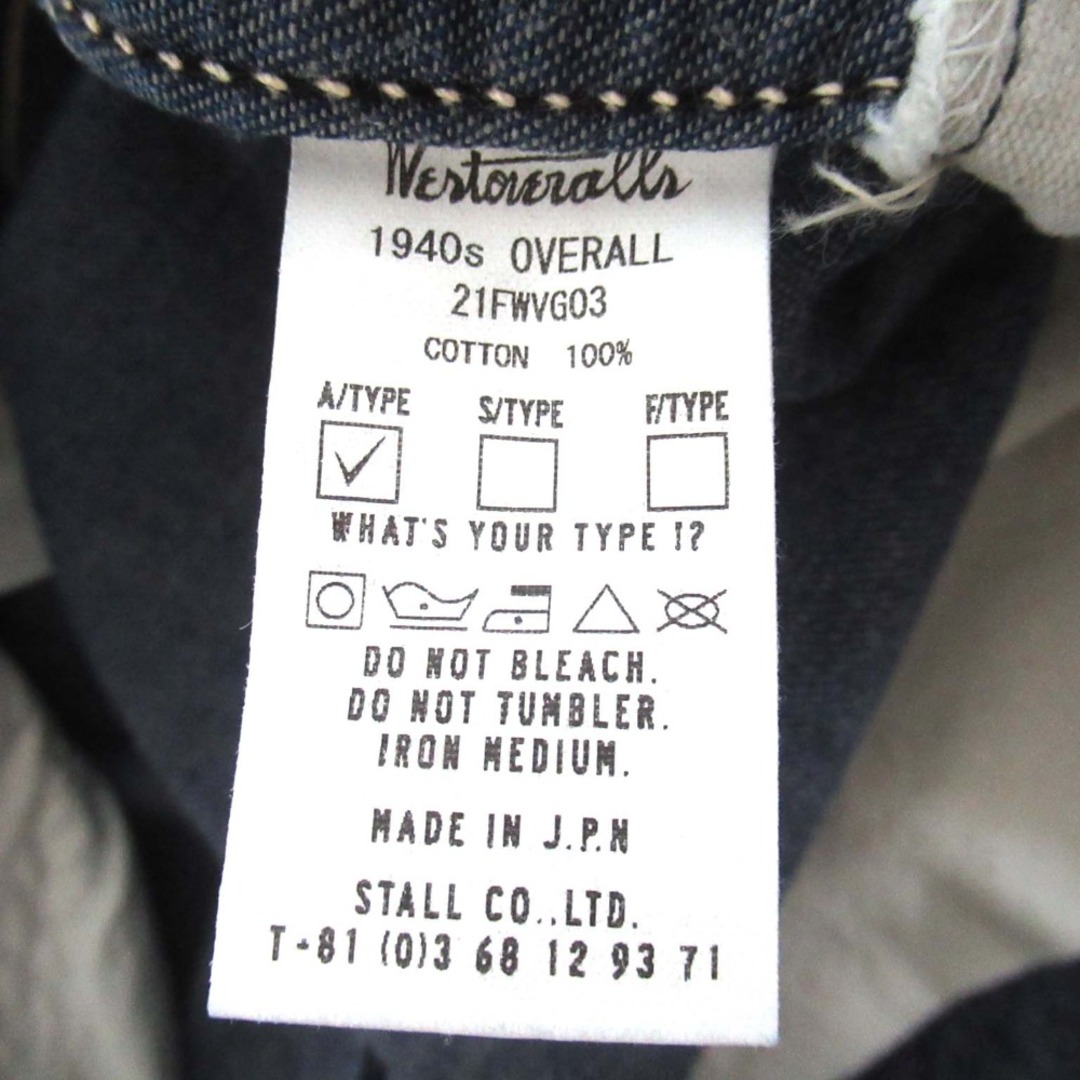 Westoveralls
1940s OVERALL
21FWVG03
COTTON 100%
A/TYPE S/TYPE F/TYPE
WHAT'S YOUR TYPE !?
DO NOT BLEACH.
DO NOT TUMBLER.
IRON MEDIUM.
MADE IN J.P.N
STALL CO.,LTD.
T-81 (0)3 68 12 93 71